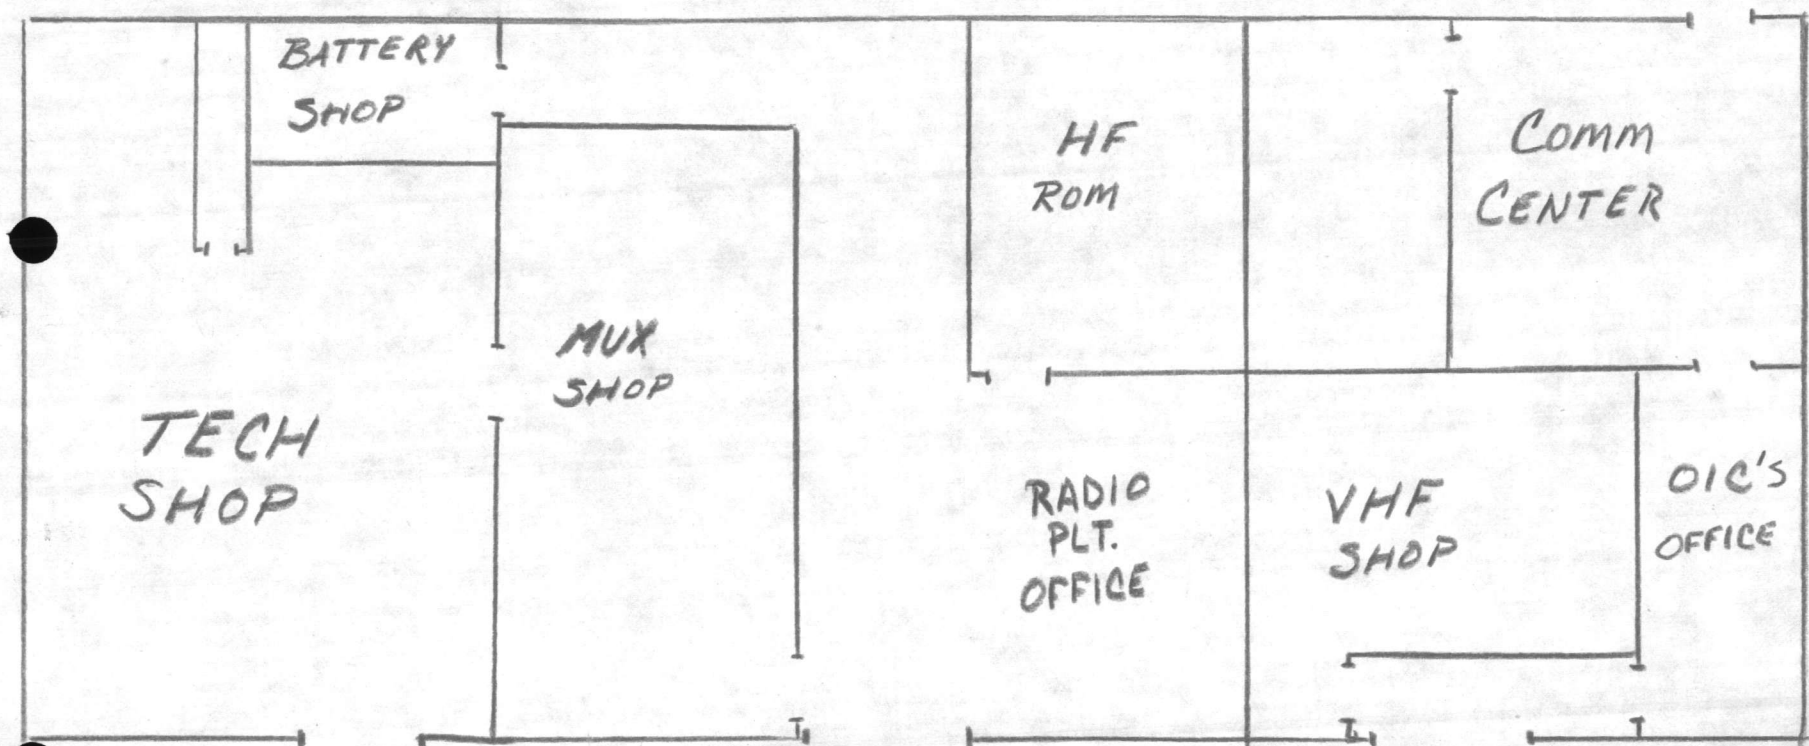 BATTERY
SHOP
HF
ROM
Comm
CENTER
MUX
SHOP
TECH
SHOP
RADIO
PLT.
OFFICE
VHF
SHOP
OIC'S
OFFICE